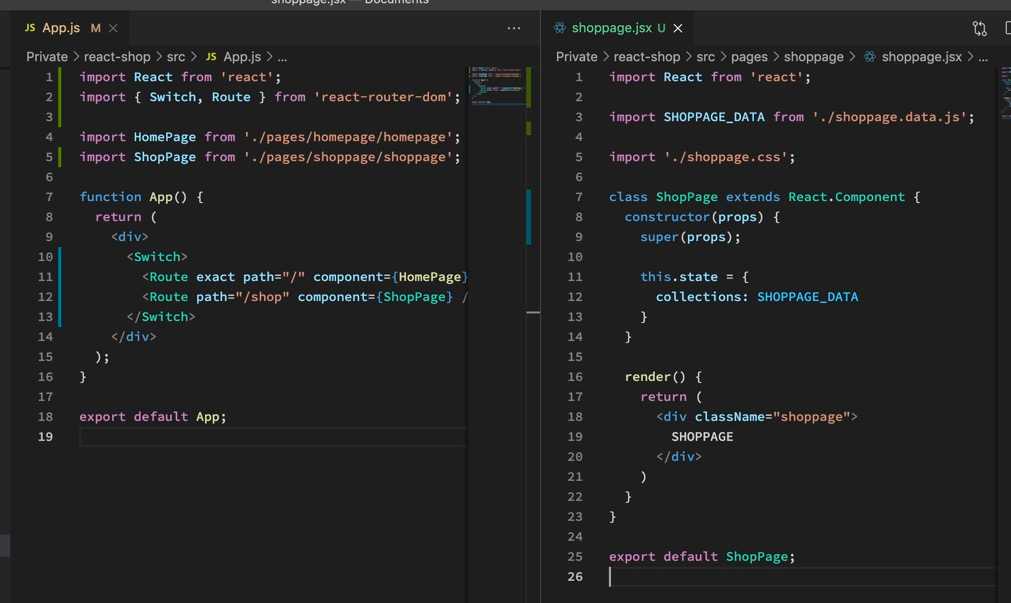 shoppage.jsx — Documents
JS App.js M ×
Private > react-shop > src > JS App.js > ...
1 import React from 'react';
2 import { Switch, Route } from 'react-router-dom';
3
4 import HomePage from './pages/homepage/homepage';
5 import ShopPage from './pages/shoppage/shoppage';
6
7 function App() {
8 return (
9 <div>
10 <Switch>
11 <Route exact path="/" component={HomePage}
12 <Route path="/shop" component={ShopPage} /
13 </Switch>
14 </div>
15 );
16 }
17
18 export default App;
19
shoppage.jsx U ×
Private > react-shop > src > pages > shoppage > shoppage.jsx > ...
1 import React from 'react';
2
3 import SHOPPAGE_DATA from './shoppage.data.js';
4
5 import './shoppage.css';
6
7 class ShopPage extends React.Component {
8 constructor(props) {
9 super(props);
10
11 this.state = {
12 collections: SHOPPAGE_DATA
13 }
14 }
15
16 render() {
17 return (
18 <div className="shoppage">
19 SHOPPAGE
20 </div>
21 )
22 }
23 }
24
25 export default ShopPage;
26